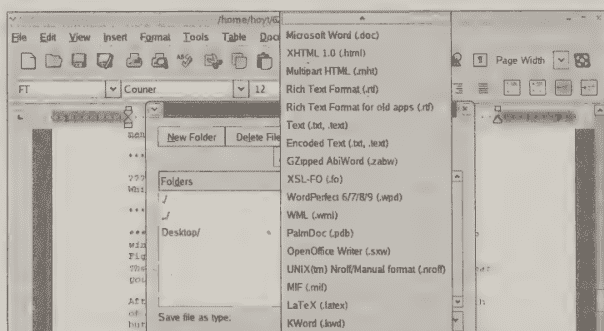 /home/hoyt/62
File Edit View Insert Format Tools Table Doc
Page Width
FT
Courier
12
New Folder
Delete File
Folders
./
../
Desktop/
Save file as type:
Microsoft Word (.doc)
XHTML 1.0 (.html)
Multipart HTML (.mht)
Rich Text Format (.rtf)
Rich Text Format for old apps (.rtf)
Text (.txt, .text)
Encoded Text (.txt, .text)
GZipped AbiWord (.zabw)
XSL-FO (.fo)
WordPerfect 6/7/8/9 (.wpd)
WML (.wml)
PalmDoc (.pdb)
OpenOffice Writer (.sxw)
UNIX(tm) Nroff/Manual format (.nroff)
MIF (.mif)
LaTeX (.latex)
KWord (.kwd)